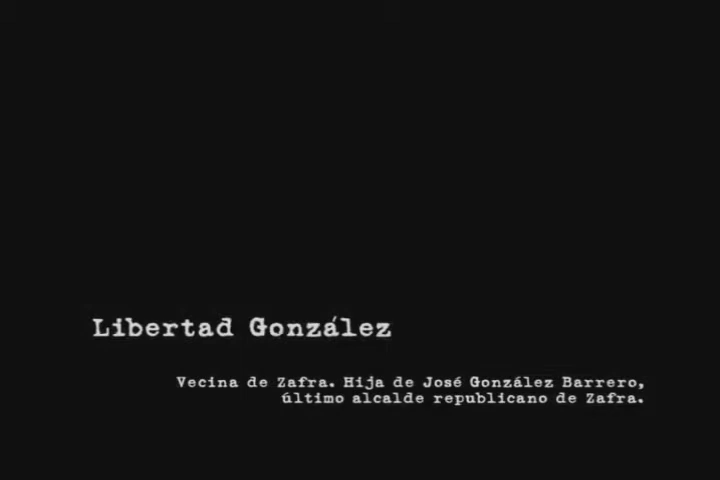 Libertad González
Vecina de Zafra. Hija de José González Barrero,
último alcalde republicano de Zafra.